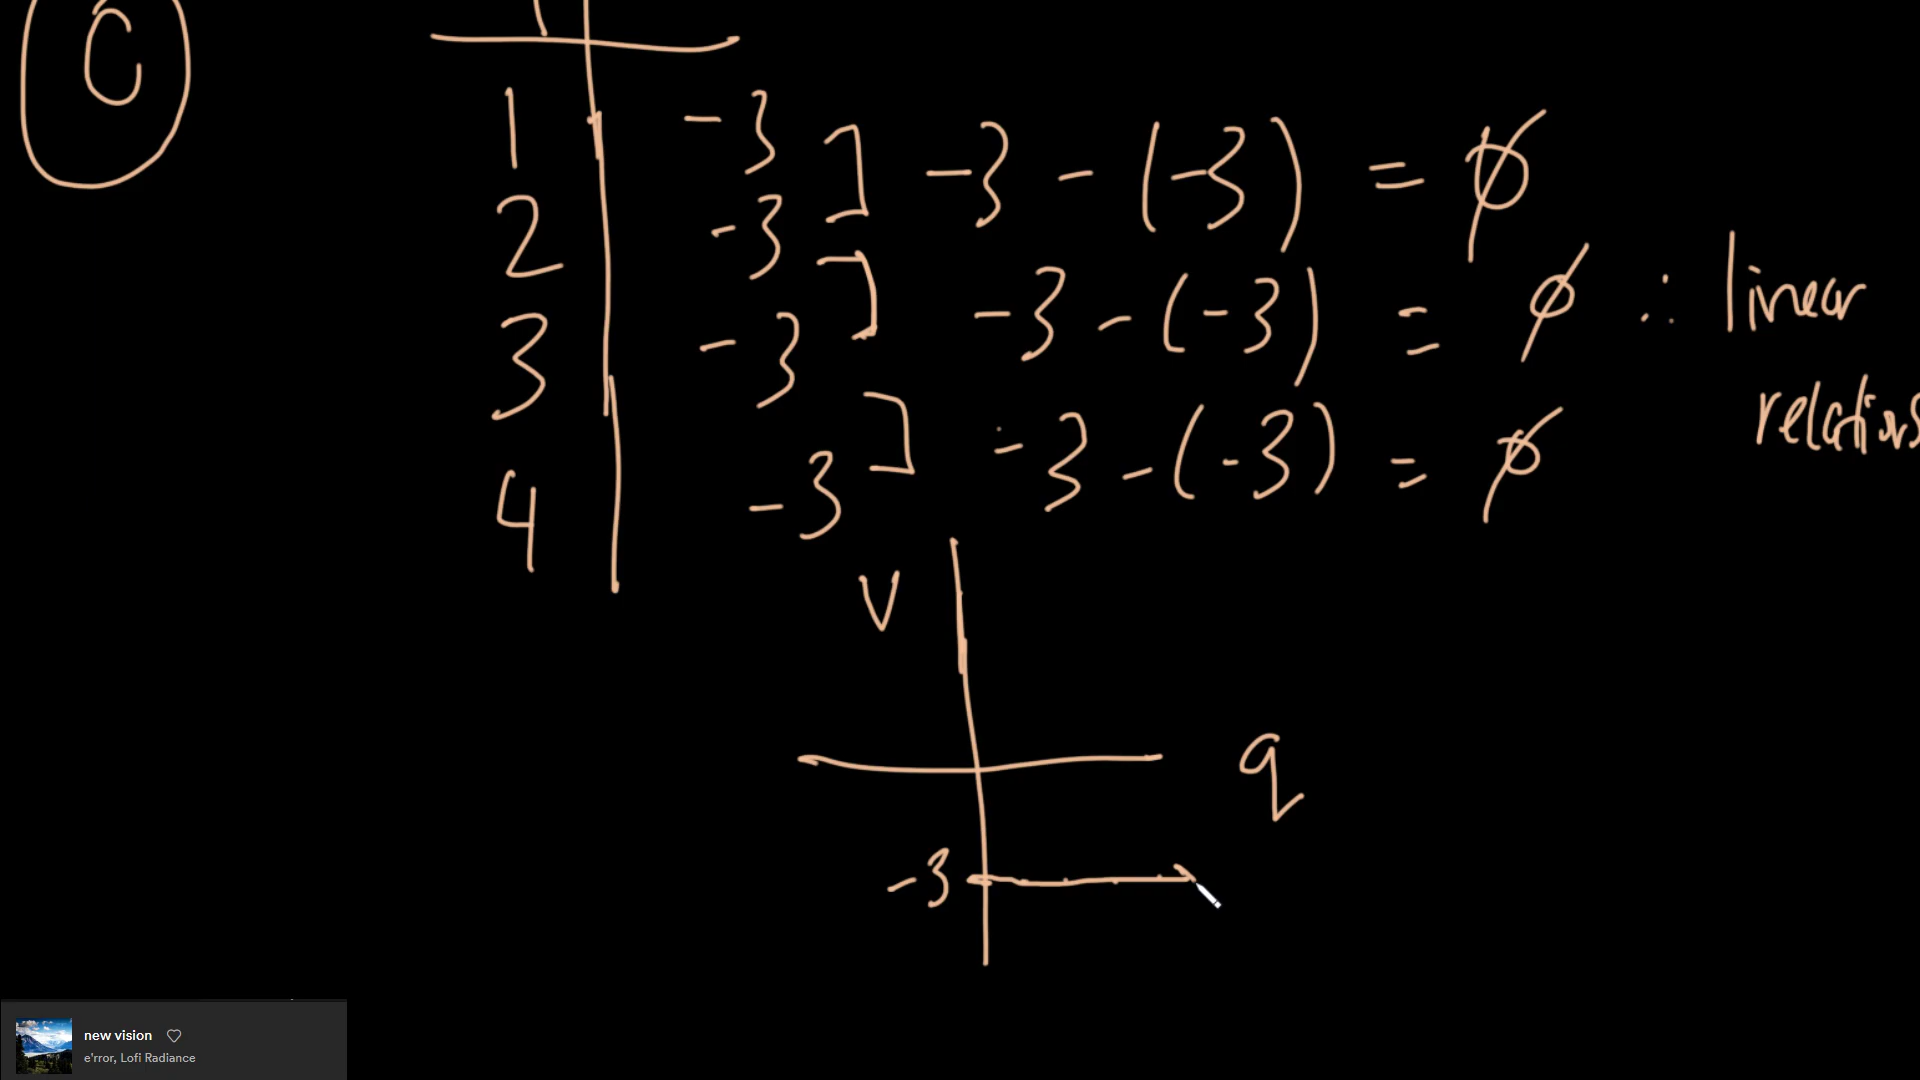 C
1 -3 ] -3 - (-3) = 0
2 -3 ] -3 - (-3) = 0 ∴ linear
3 -3 ] -3 - (-3) = 0 relations
4 -3
V
q
-3
new vision
e'rror, Lofi Radiance